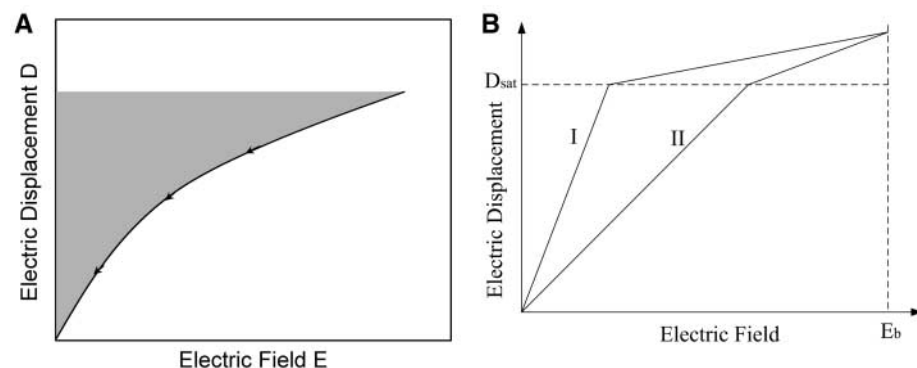 A
Electric Displacement D
Electric Field E
B
Dsat
Electric Displacement
I
II
Electric Field
Eb